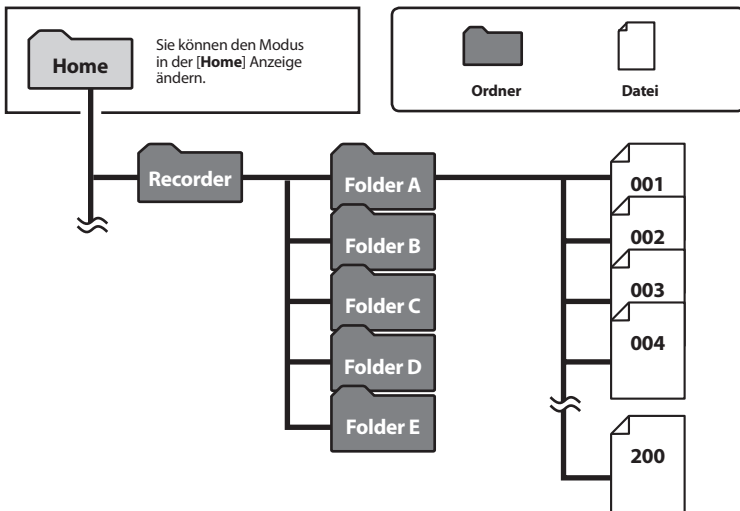 Home
Sie können den Modus
in der [Home] Anzeige
ändern.
Ordner
Datei
Recorder
Folder A
Folder B
Folder C
Folder D
Folder E
001
002
003
004
200